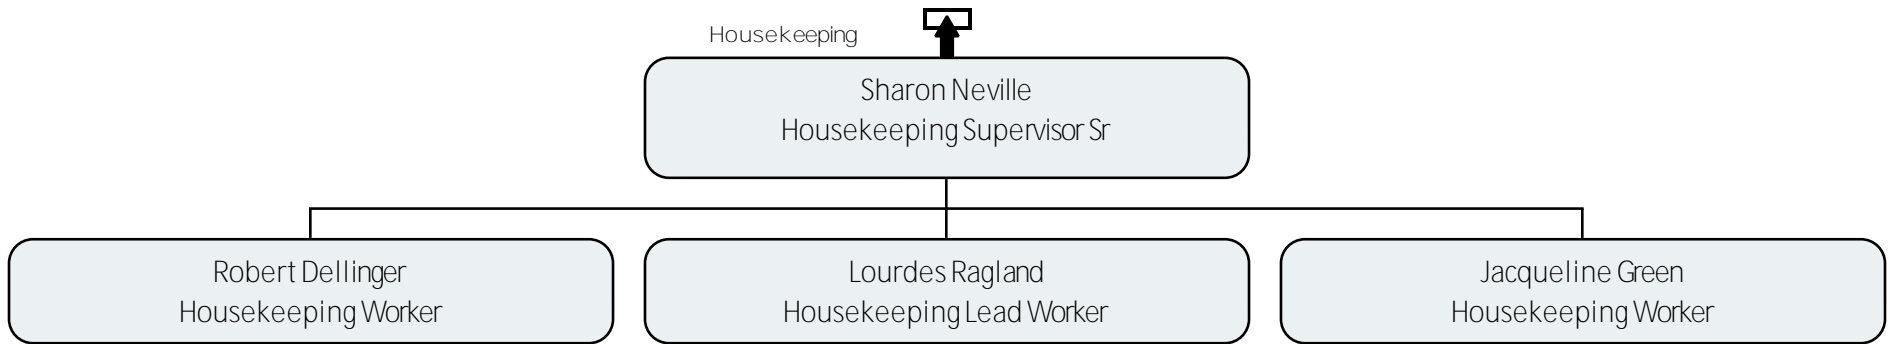 Housekeeping
Sharon Neville
Housekeeping Supervisor Sr
Robert Dellinger
Housekeeping Worker
Lourdes Ragland
Housekeeping Lead Worker
Jacqueline Green
Housekeeping Worker